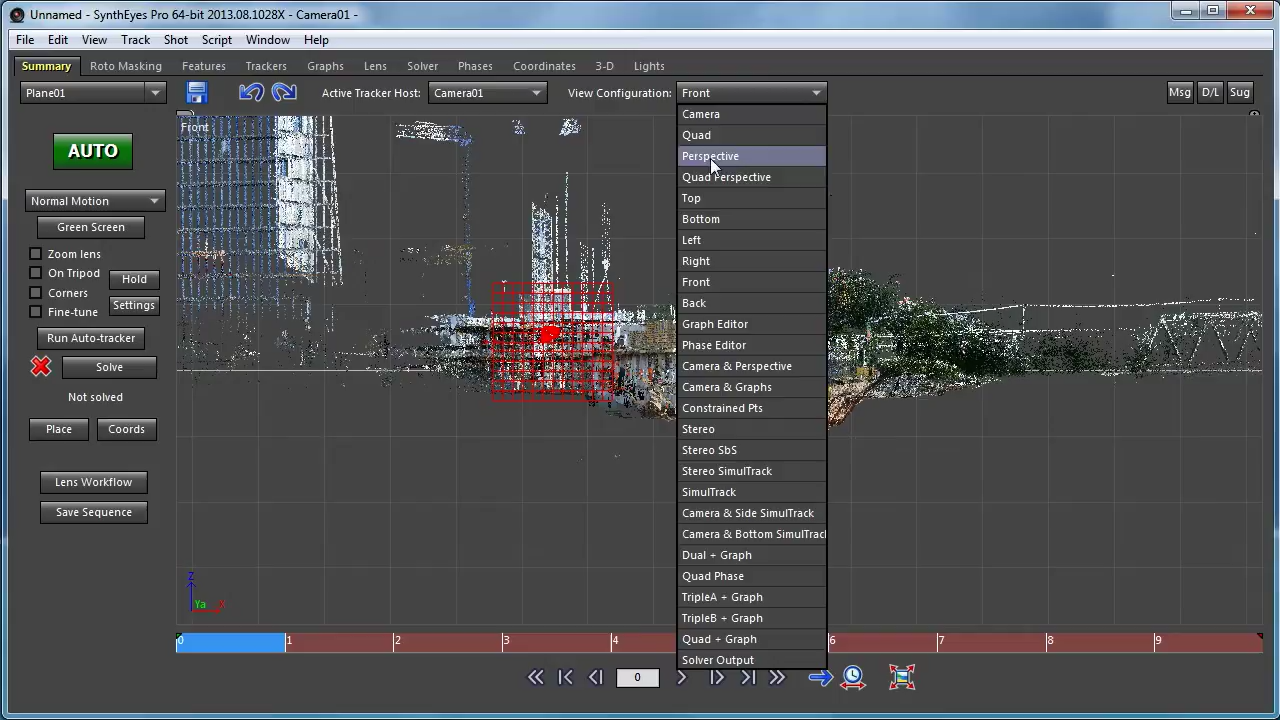 Unnamed - SynthEyes Pro 64-bit 2013.08.1028X - Camera01 -
File Edit View Track Shot Script Window Help
Summary Roto Masking Features Trackers Graphs Lens Solver Phases Coordinates 3-D Lights
Plane01 Active Tracker Host: Camera01 View Configuration: Front Msg D/L Sug
Front
AUTO
Normal Motion
Green Screen
Zoom lens
On Tripod
Hold
Corners
Settings
Fine-tune
Run Auto-tracker
Solve
Not solved
Place Coords
Lens Workflow
Save Sequence
Camera
Quad
Perspective
Quad Perspective
Top
Bottom
Left
Right
Front
Back
Graph Editor
Phase Editor
Camera & Perspective
Camera & Graphs
Constrained Pts
Stereo
Stereo SbS
Stereo SimulTrack
SimulTrack
Camera & Side SimulTrack
Camera & Bottom SimulTrac
Dual + Graph
Quad Phase
TripleA + Graph
TripleB + Graph
Quad + Graph
Solver Output
Z
Ya X
0 1 2 3 4 6 7 8 9
0